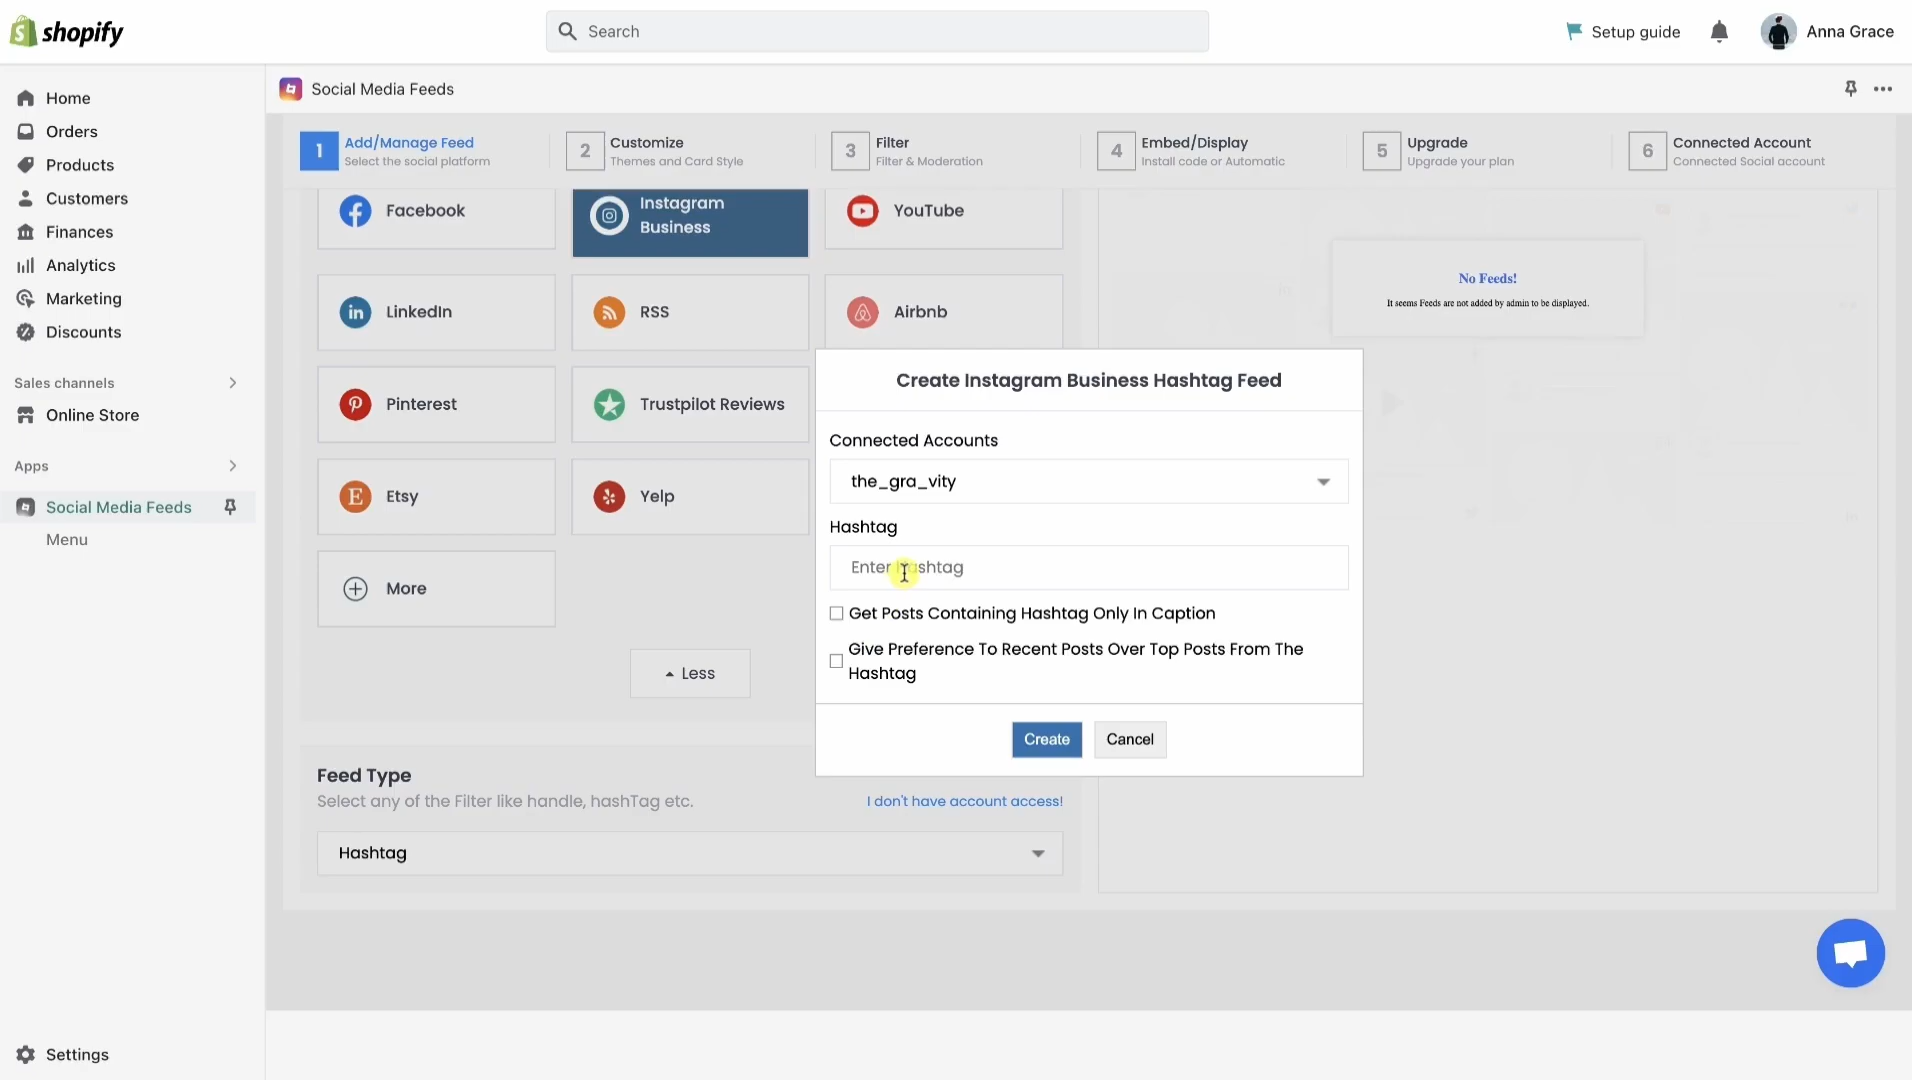 shopify
Search
Setup guide
Anna Grace
Home
Orders
Products
Customers
Finances
Analytics
Marketing
Discounts
Sales channels
Online Store
Apps
Social Media Feeds
Menu
Settings
Social Media Feeds
1
Add/Manage Feed
Select the social platform
2
Customize
Themes and Card Style
3
Filter
Filter & Moderation
4
Embed/Display
Install code or Automatic
5
Upgrade
Upgrade your plan
6
Connected Account
Connected Social account
Facebook
Instagram
Business
YouTube
LinkedIn
RSS
Airbnb
Pinterest
Trustpilot Reviews
Etsy
Yelp
More
Less
Feed Type
Select any of the Filter like handle, hashTag etc.
I don't have account access!
Hashtag
No Feeds!
It seems Feeds are not added by admin to be displayed.
Create Instagram Business Hashtag Feed
Connected Accounts
the_gra_vity
Hashtag
Enter Hashtag
Get Posts Containing Hashtag Only In Caption
Give Preference To Recent Posts Over Top Posts From The
Hashtag
Create
Cancel